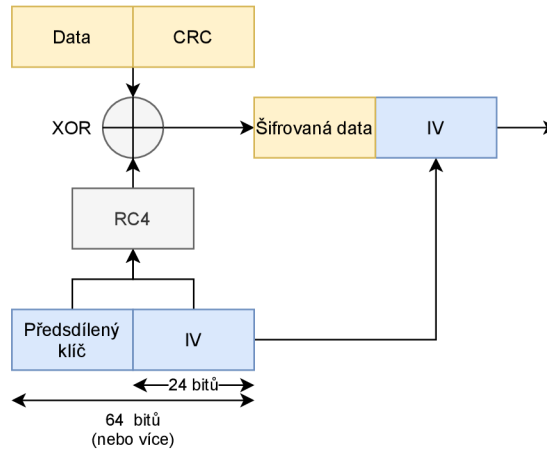 Data
CRC
XOR
Šifrovaná data
IV
RC4
Předsdílený
klíč
IV
24 bitů
64 bitů
(nebo více)